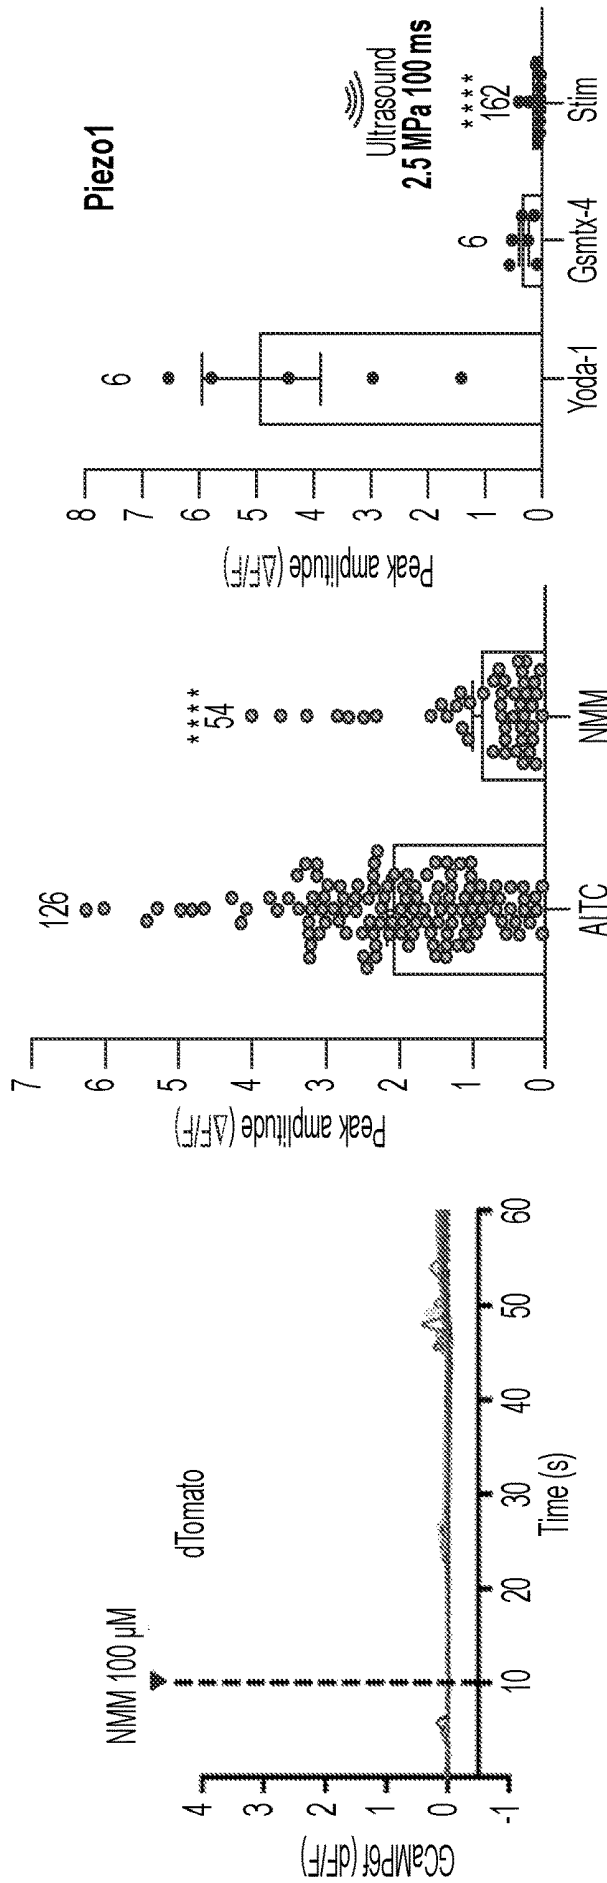 NMM 100 µM
dTomato
GCaMP6f (dF/F)
4
3
2
1
0
-1
10
20
30
40
50
60
Time (s)
Peak amplitude (ΔF/F)
7
6
5
4
3
2
1
0
126
****
54
AITC
NMM
Piezo1
Peak amplitude (ΔF/F)
8
7
6
5
4
3
2
1
0
6
6
Ultrasound
2.5 MPa 100 ms
****
162
Yoda-1
Gsmtx-4
Stim